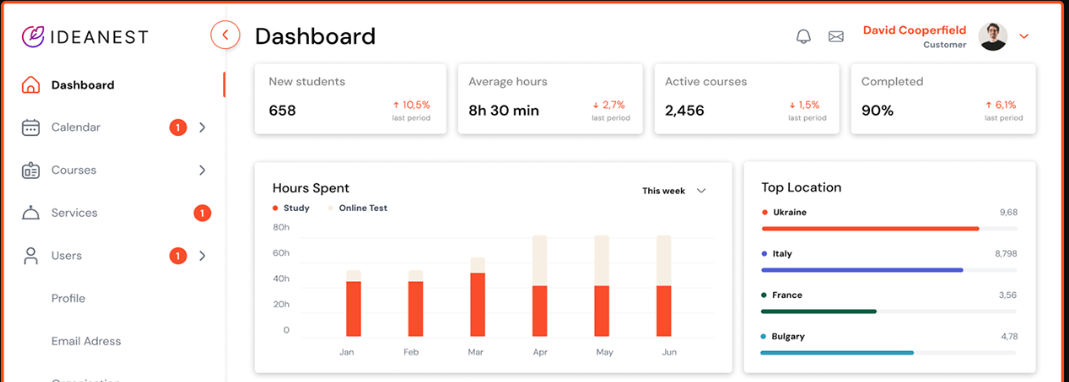 IDEANEST
Dashboard
Calendar 1
Courses
Services 1
Users 1
Profile
Email Adress
Dashboard
David Cooperfield
Customer
New students
658
↑ 10,5%
last period
Average hours
8h 30 min
↓ 2,7%
last period
Active courses
2,456
↓ 1,5%
last period
Completed
90%
↑ 6,1%
last period
Hours Spent
This week
Study Online Test
80h
60h
40h
20h
0
Jan Feb Mar Apr May Jun
Top Location
Ukraine 9,68
Italy 8,798
France 3,56
Bulgary 4,78